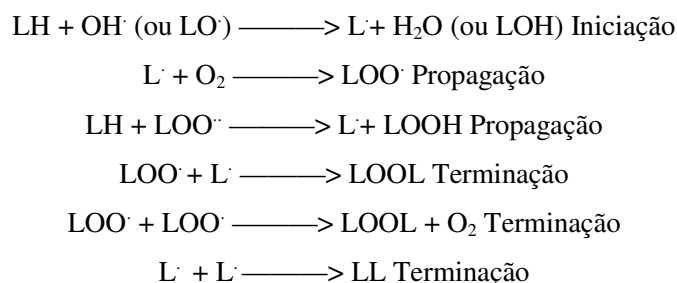 LH + OH˙ (ou LO˙) ———> L˙+ H₂O (ou LOH) Iniciação
L˙ + O₂ ———> LOO˙ Propagação
LH + LOO˙˙ ———> L˙+ LOOH Propagação
LOO˙ + L˙ ———> LOOL Terminação
LOO˙ + LOO˙ ———> LOOL + O₂ Terminação
L˙ + L˙ ———> LL Terminação